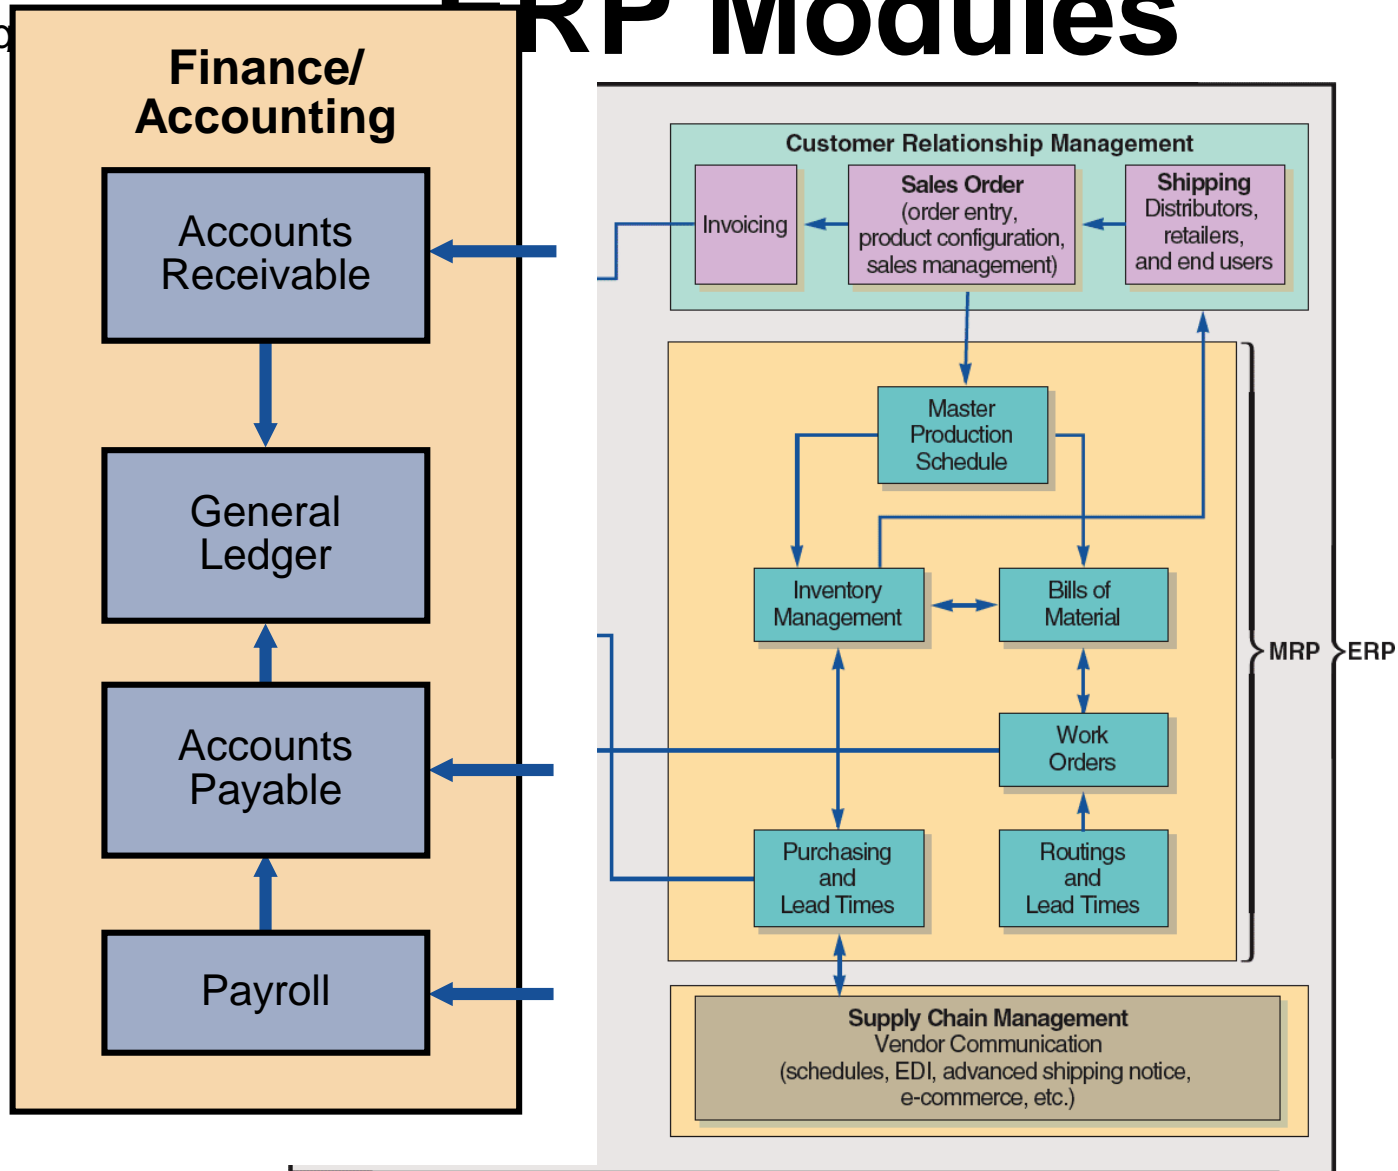 ERP Modules
Finance/
Accounting
Accounts
Receivable
General
Ledger
Accounts
Payable
Payroll
Customer Relationship Management
Invoicing
Sales Order
(order entry,
product configuration,
sales management)
Shipping
Distributors,
retailers,
and end users
Master
Production
Schedule
Inventory
Management
Bills of
Material
Work
Orders
Purchasing
and
Lead Times
Routings
and
Lead Times
MRP
ERP
Supply Chain Management
Vendor Communication
(schedules, EDI, advanced shipping notice,
e-commerce, etc.)